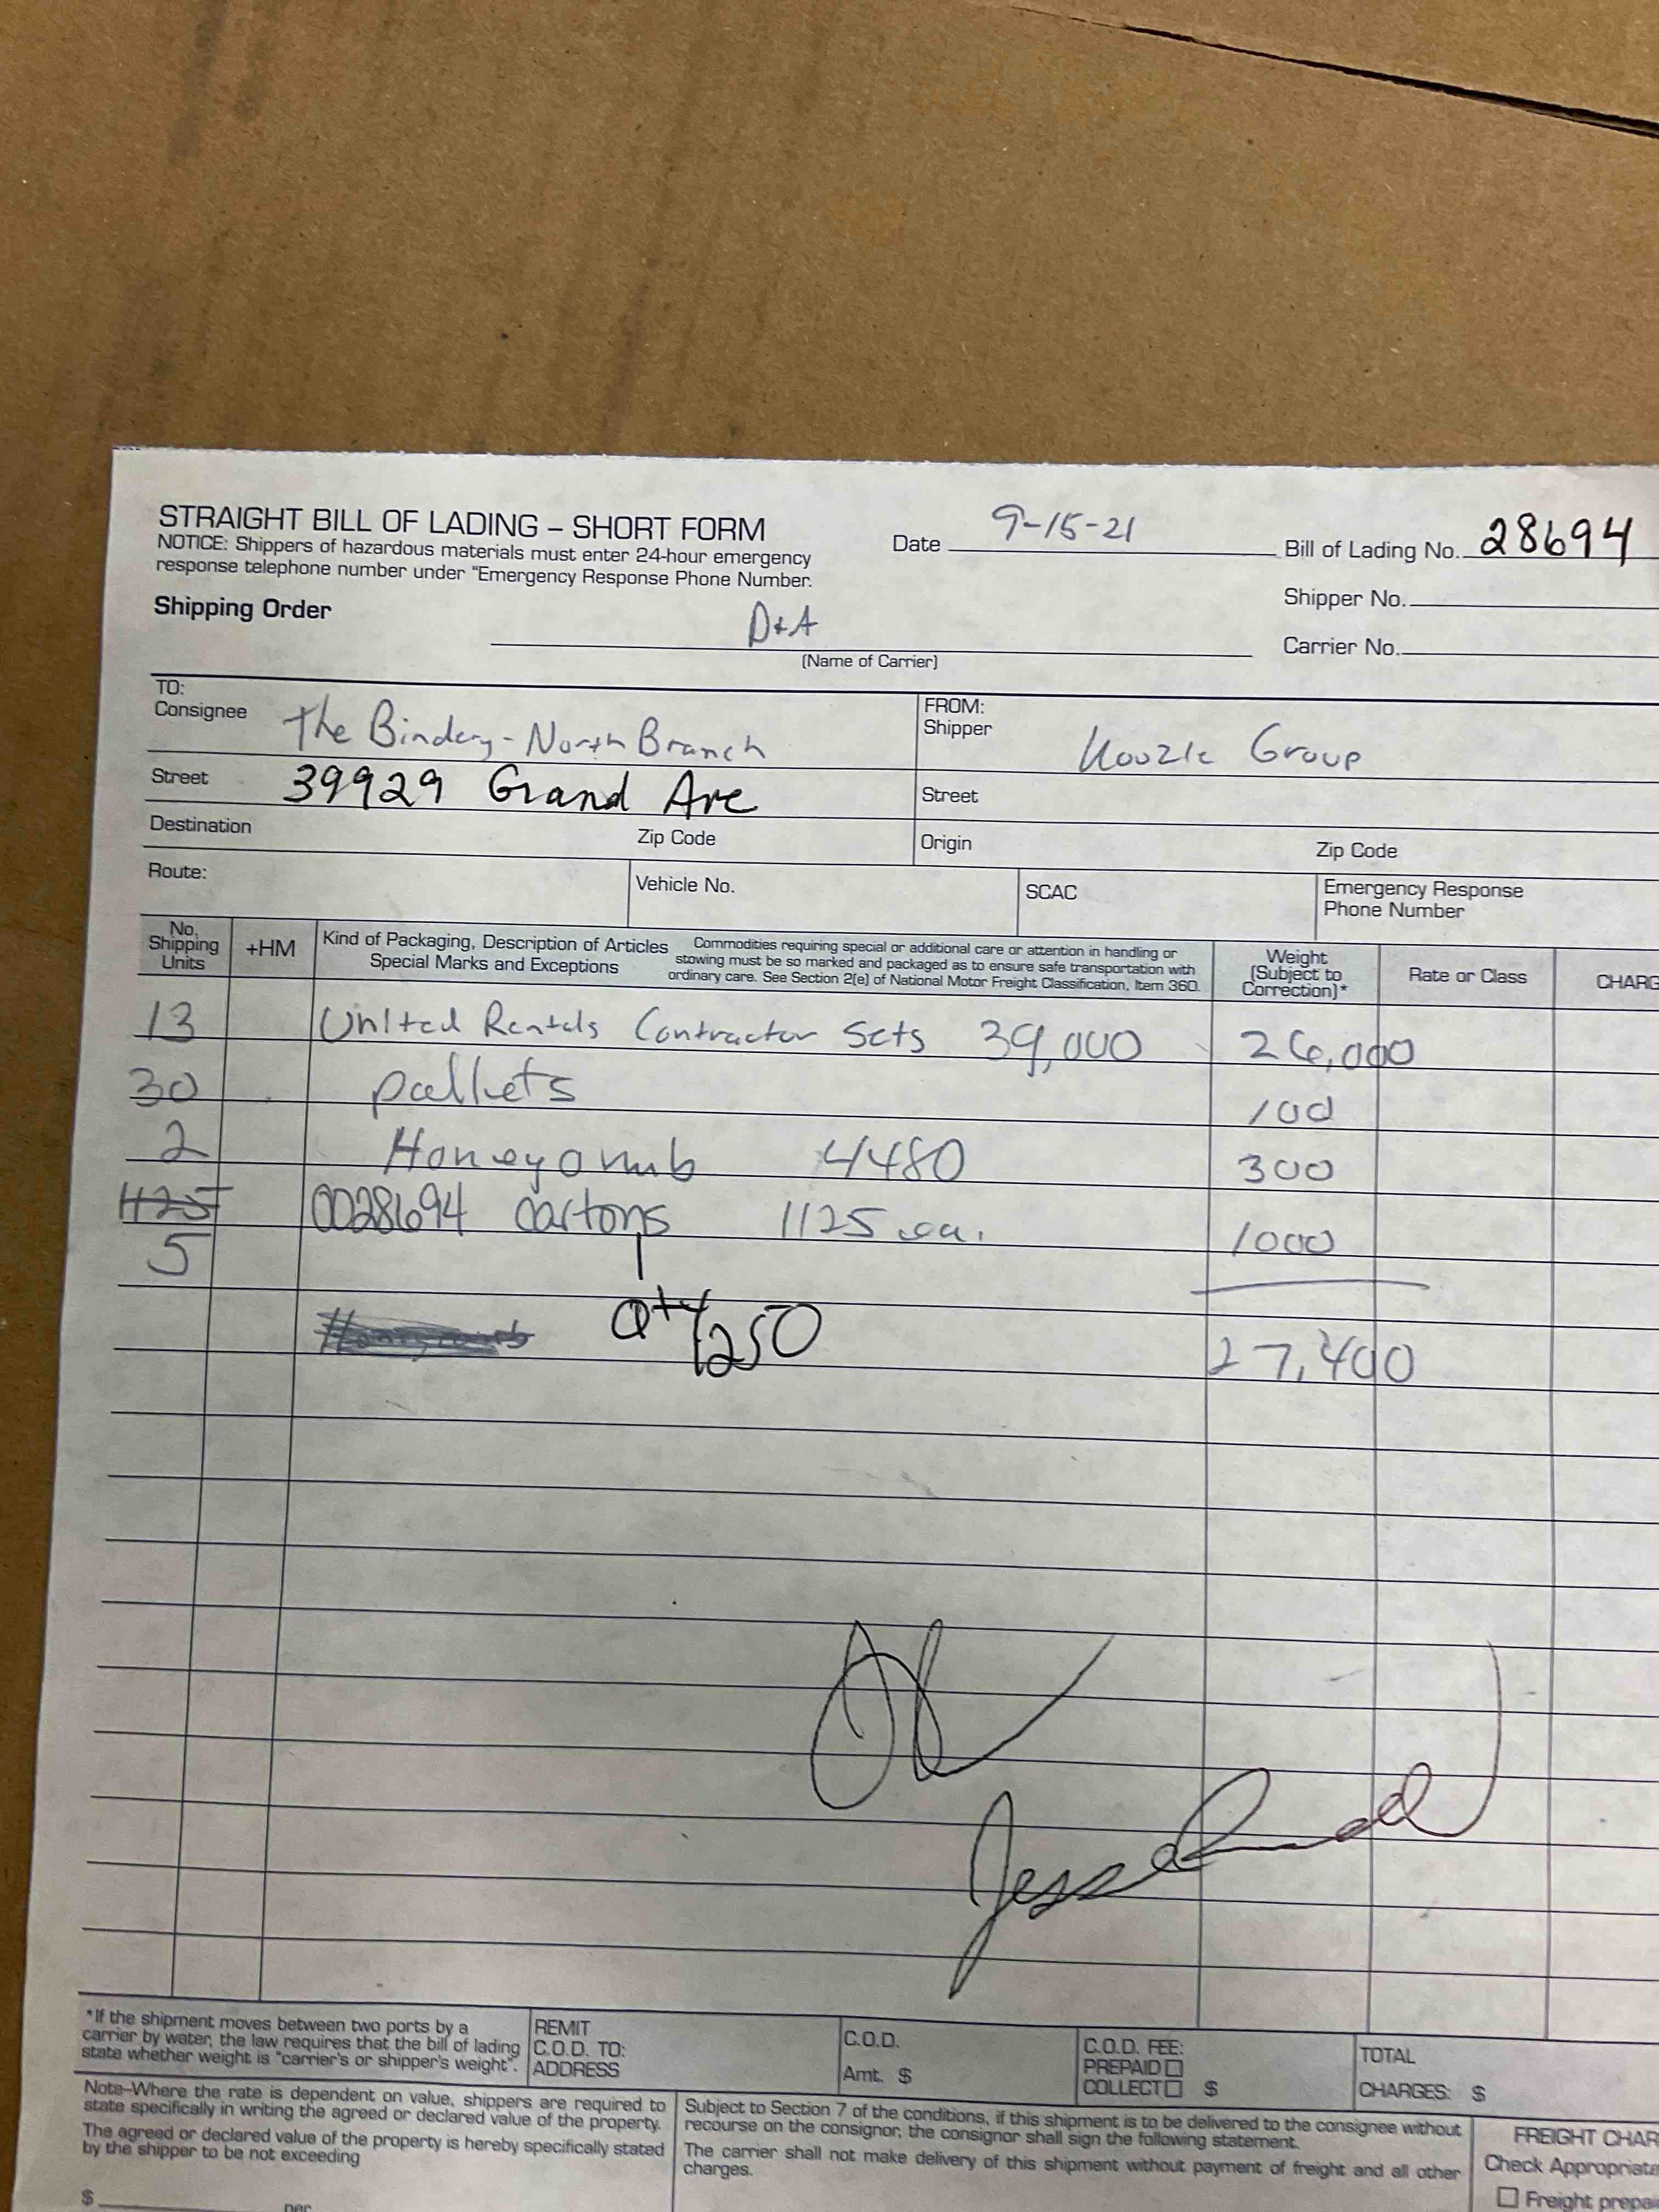 STRAIGHT BILL OF LADING – SHORT FORM
NOTICE: Shippers of hazardous materials must enter 24-hour emergency
response telephone number under "Emergency Response Phone Number.
Date 9-15-21
Bill of Lading No. 28694
Shipper No.
Shipping Order
D+A
(Name of Carrier)
Carrier No.
TO:
Consignee The Bindery - North Branch
FROM:
Shipper Group
Street 39929 Grand Ave
Street
Destination Zip Code
Origin Zip Code
Route:
Vehicle No.
SCAC
Emergency Response
Phone Number
No.
Shipping
Units
+HM
Kind of Packaging, Description of Articles
Special Marks and Exceptions
Commodities requiring special or additional care or attention in handling or
stowing must be so marked and packaged as to ensure safe transportation with
ordinary care. See Section 2(e) of National Motor Freight Classification, Item 360.
Weight
(Subject to
Correction)*
Rate or Class
CHARG
13 United Rentals Contractor Sets 39,000 26,000
30 pallets 100
2 Honeycomb 4480 300
1125 0028694 Cartons 1125 ea. 1000
5
Qty 250
27,400
*If the shipment moves between two ports by a
carrier by water, the law requires that the bill of lading
state whether weight is "carrier's or shipper's weight".
REMIT
C.O.D. TO:
ADDRESS
C.O.D.
Amt. $
C.O.D. FEE:
PREPAID
COLLECT $
TOTAL
CHARGES: $
Note–Where the rate is dependent on value, shippers are required to
state specifically in writing the agreed or declared value of the property.
The agreed or declared value of the property is hereby specifically stated
by the shipper to be not exceeding
$ per
Subject to Section 7 of the conditions, if this shipment is to be delivered to the consignee without
recourse on the consignor, the consignor shall sign the following statement.
The carrier shall not make delivery of this shipment without payment of freight and all other
charges.
FREIGHT CHAR
Check Appropriate
Freight prepai